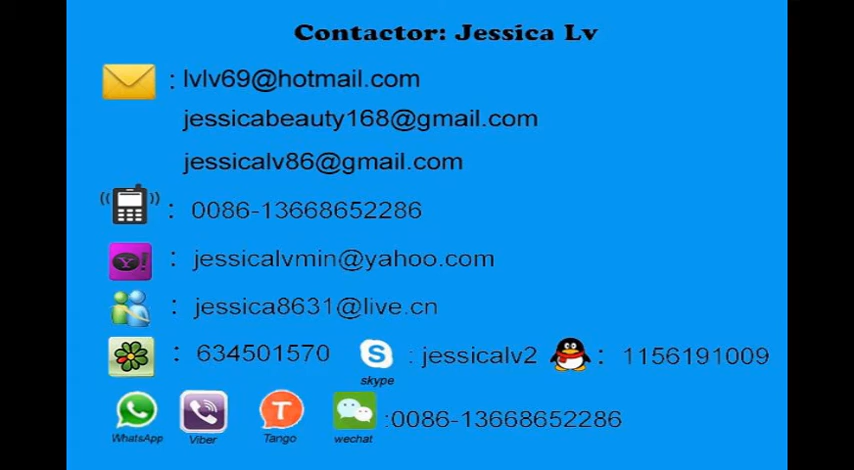 Contactor: Jessica Lv
: lvlv69@hotmail.com
jessicabeauty168@gmail.com
jessicalv86@gmail.com
: 0086-13668652286
Y! : jessicalvmin@yahoo.com
: jessica8631@live.cn
: 634501570 S skype : jessicalv2 : 1156191009
WhatsApp Viber T Tango wechat :0086-13668652286